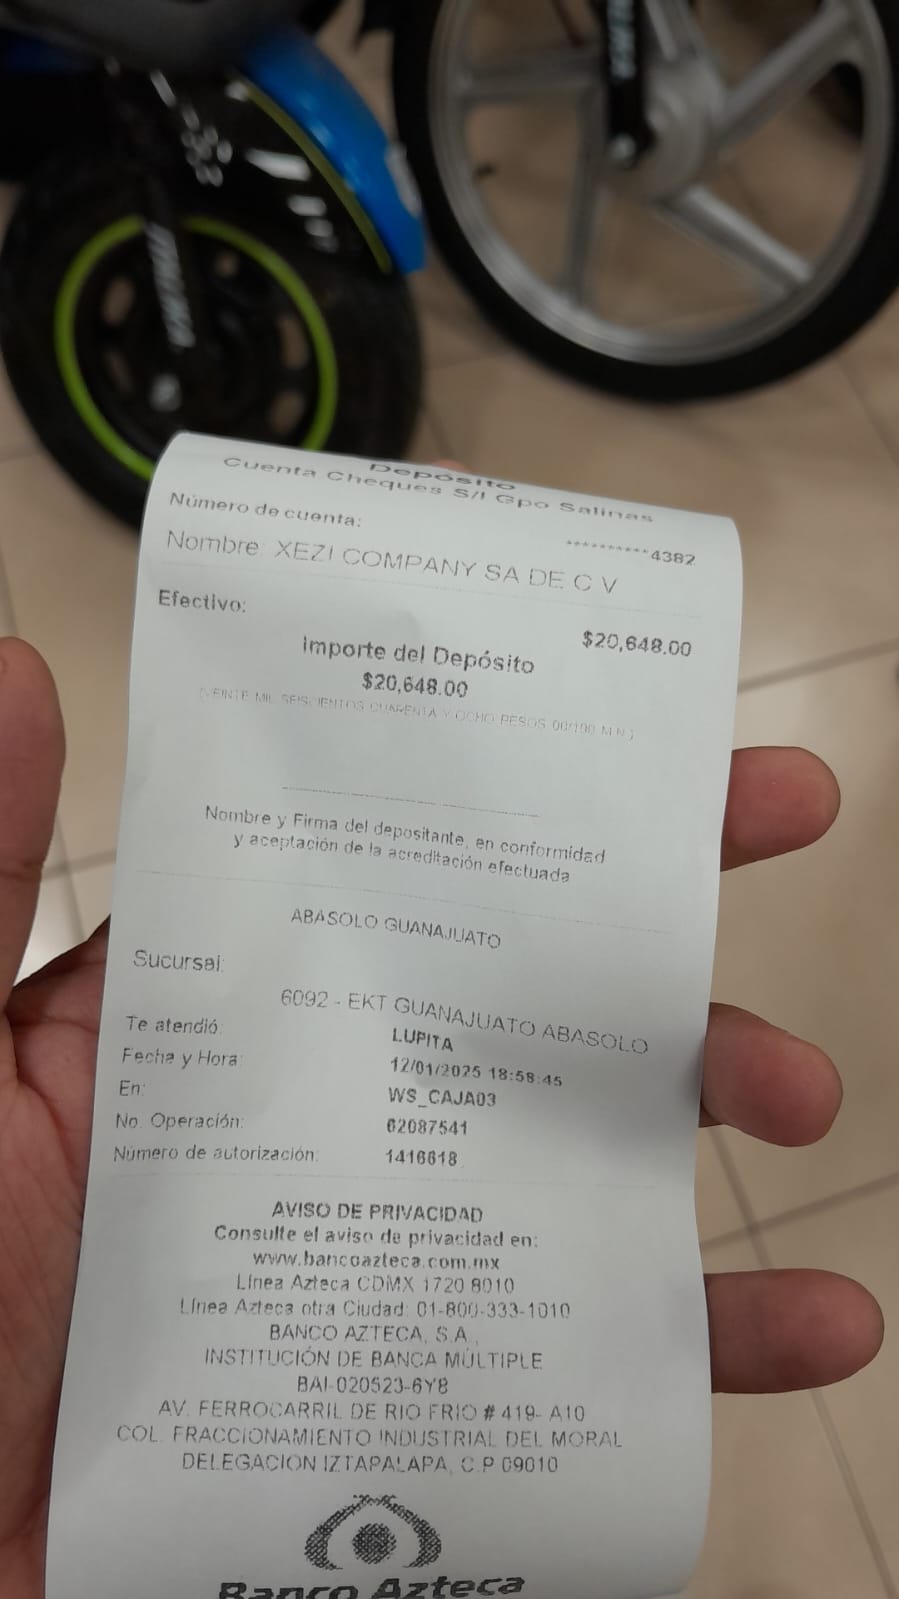 ITALIKA
ITALIKA
Depósito
Cuenta Cheques S/I Gpo Salinas
Número de cuenta:
**********4382
Nombre: XEZI COMPANY SA DE C V
Efectivo:
$20,648.00
Importe del Depósito
$20,648.00
(VEINTE MIL SEISCIENTOS CUARENTA Y OCHO PESOS 00/100 M.N.)
Nombre y Firma del depositante, en conformidad
y aceptación de la acreditación efectuada
ABASOLO GUANAJUATO
Sucursal:
6092 - EKT GUANAJUATO ABASOLO
Te atendió: LUPITA
Fecha y Hora: 12/01/2025 18:58:45
En: WS_CAJA03
No. Operación: 62087541
Número de autorización: 1416618
AVISO DE PRIVACIDAD
Consulte el aviso de privacidad en:
www.bancoazteca.com.mx
Línea Azteca CDMX 1720 8010
Línea Azteca otra Ciudad: 01-800-333-1010
BANCO AZTECA, S.A.,
INSTITUCIÓN DE BANCA MÚLTIPLE
BAI-020523-6Y8
AV. FERROCARRIL DE RIO FRIO # 419- A10
COL. FRACCIONAMIENTO INDUSTRIAL DEL MORAL
DELEGACION IZTAPALAPA, C.P 09010
Banco Azteca